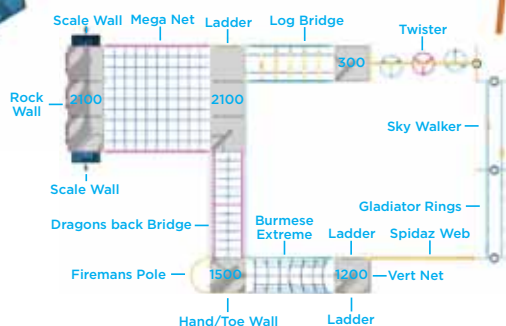 Scale Wall
Mega Net
Ladder
Log Bridge
Twister
300
Rock
Wall
2100
2100
Sky Walker
Scale Wall
Gladiator Rings
Dragons back Bridge
Burmese
Extreme
Ladder
Spidaz Web
Firemans Pole
1500
1200
Vert Net
Hand/Toe Wall
Ladder